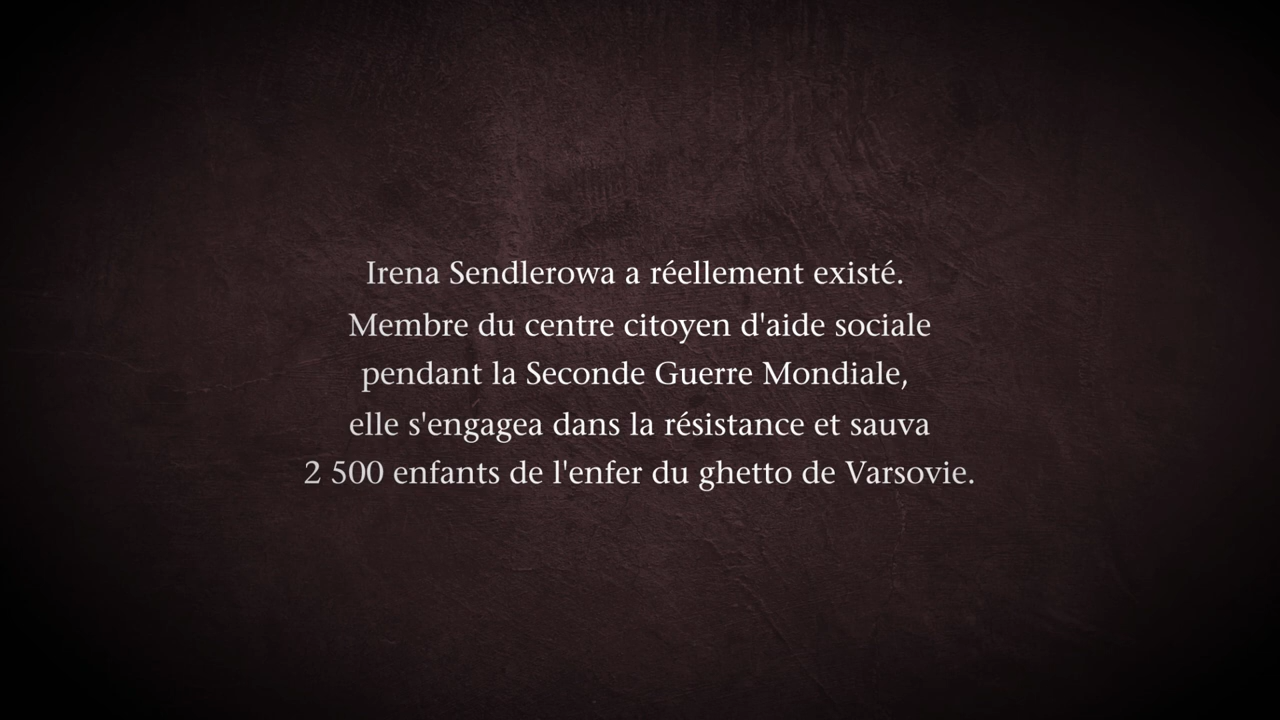 Irena Sendlerowa a réellement existé.
Membre du centre citoyen d'aide sociale
pendant la Seconde Guerre Mondiale,
elle s'engagea dans la résistance et sauva
2 500 enfants de l'enfer du ghetto de Varsovie.